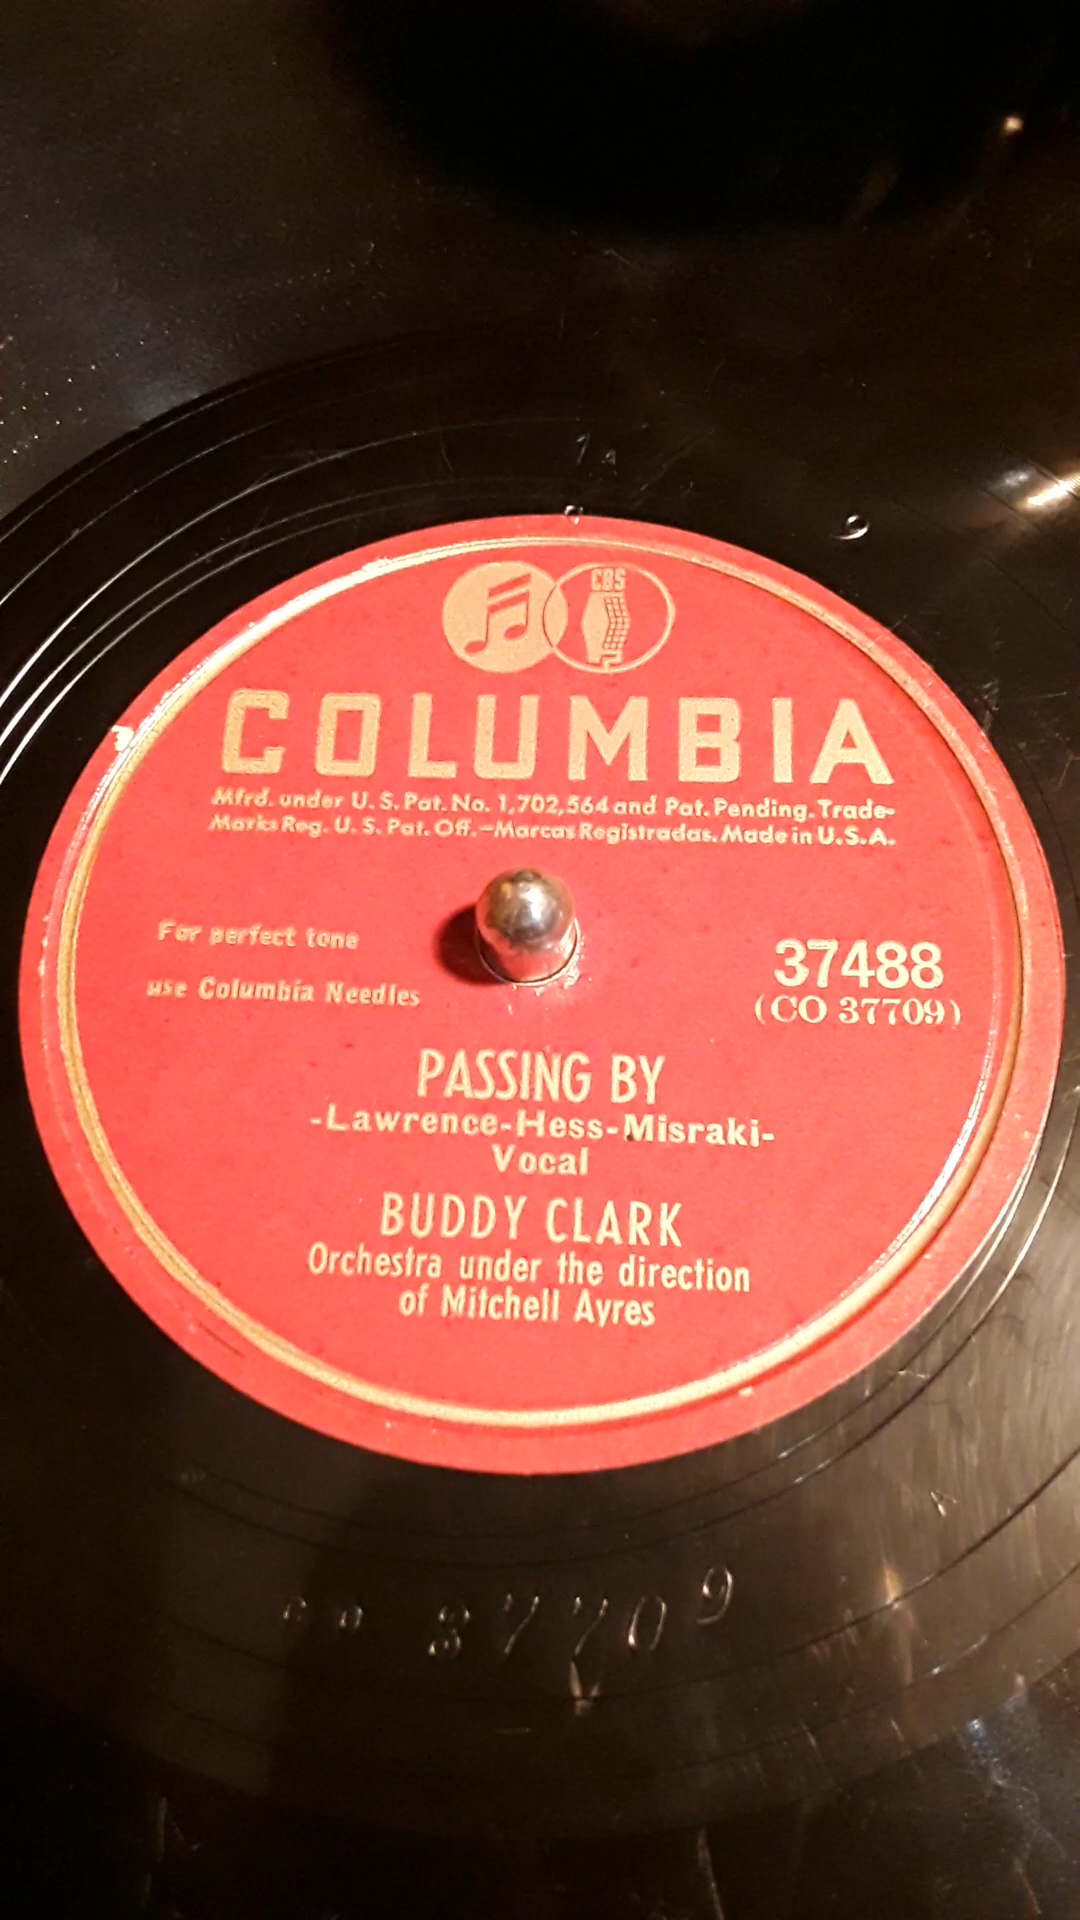 1A
CBS
COLUMBIA
Mfrd. under U. S. Pat. No. 1,702,564 and Pat. Pending. Trade-
Marks Reg. U. S. Pat. Off.—Marcas Registradas. Made in U.S.A.
For perfect tone
use Columbia Needles
37488
(CO 37709)
PASSING BY
-Lawrence-Hess-Misraki-
Vocal
BUDDY CLARK
Orchestra under the direction
of Mitchell Ayres
A
CO 37709